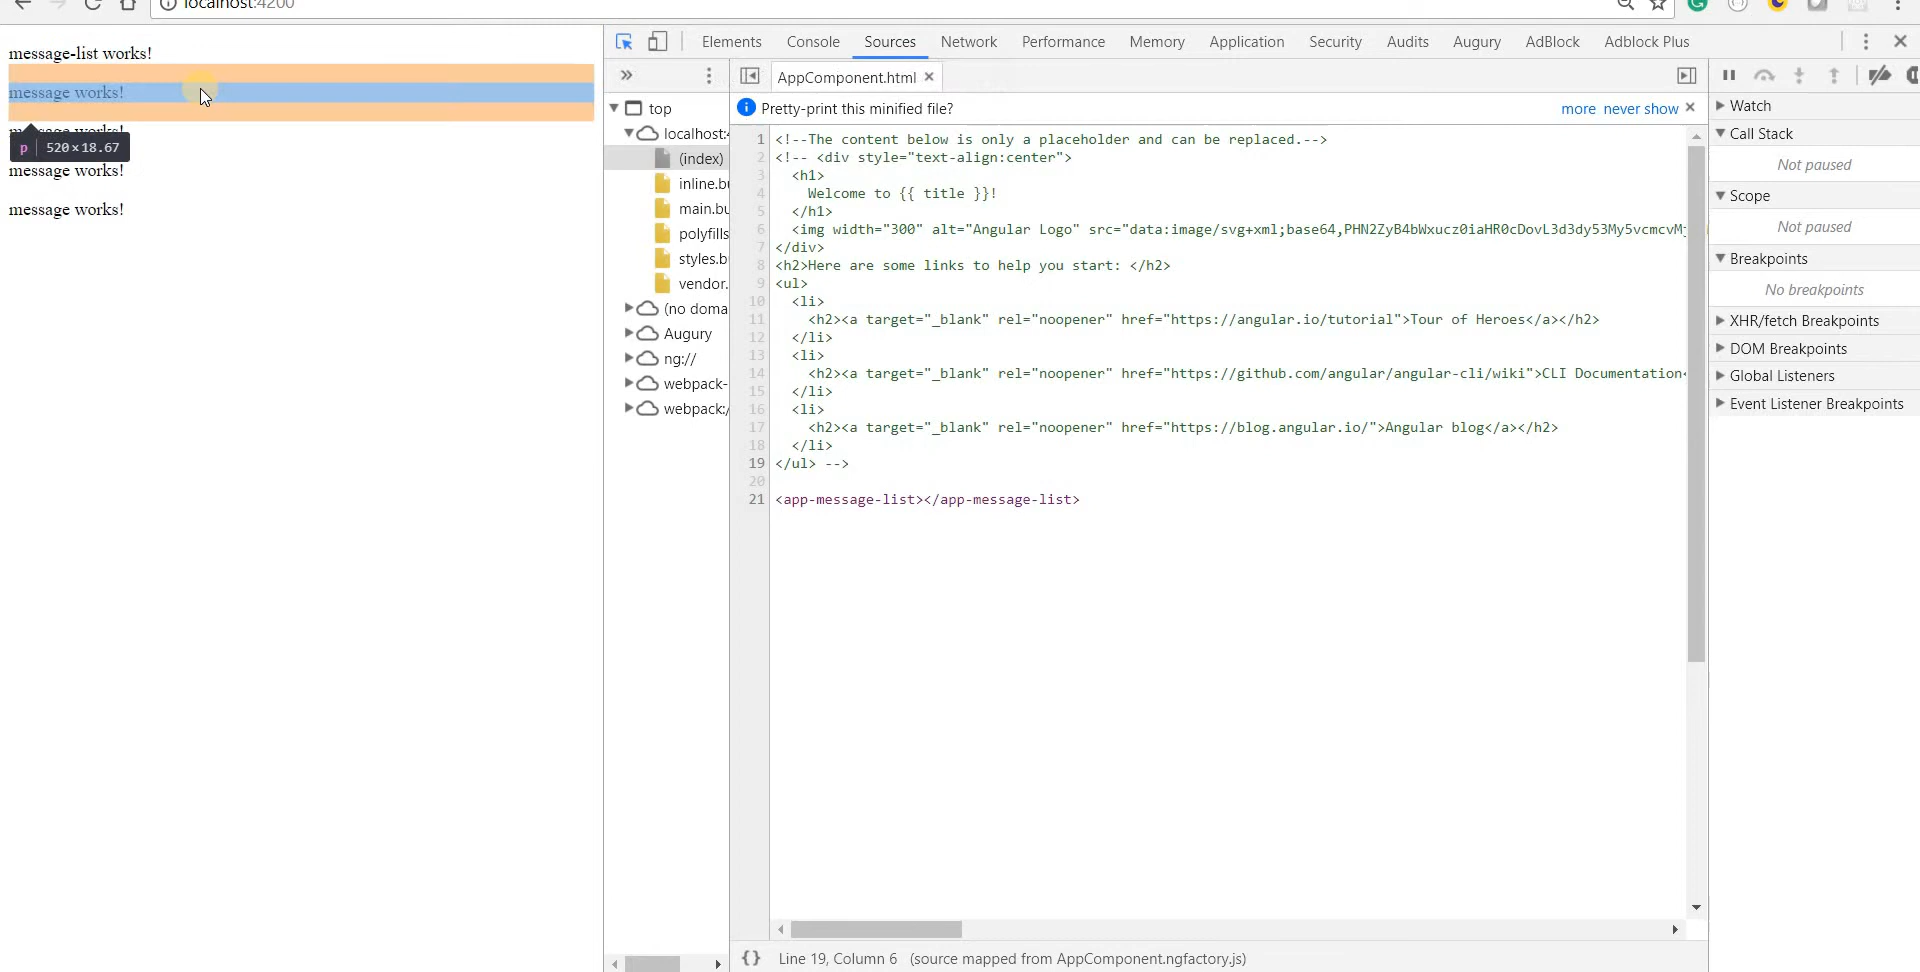 localhost:4200
message-list works!
message works!
message works!
p 520×18.67
message works!
message works!
Elements Console Sources Network Performance Memory Application Security Audits Augury AdBlock Adblock Plus
»
AppComponent.html ×
Pretty-print this minified file? more never show ×
top
localhost:4
(index)
inline.bu
main.bu
polyfills
styles.bu
vendor.
(no doma
Augury
ng://
webpack-
webpack:/
1 <!--The content below is only a placeholder and can be replaced.-->
2 <!-- <div style="text-align:center">
3 <h1>
4 Welcome to {{ title }}!
5 </h1>
6 <img width="300" alt="Angular Logo" src="data:image/svg+xml;base64,PHN2ZyB4bWxucz0iaHR0cDovL3d3dy53My5vcmcvMj
7 </div>
8 <h2>Here are some links to help you start: </h2>
9 <ul>
10 <li>
11 <h2><a target="_blank" rel="noopener" href="https://angular.io/tutorial">Tour of Heroes</a></h2>
12 </li>
13 <li>
14 <h2><a target="_blank" rel="noopener" href="https://github.com/angular/angular-cli/wiki">CLI Documentation<
15 </li>
16 <li>
17 <h2><a target="_blank" rel="noopener" href="https://blog.angular.io/">Angular blog</a></h2>
18 </li>
19 </ul> -->
20
21 <app-message-list></app-message-list>
{} Line 19, Column 6 (source mapped from AppComponent.ngfactory.js)
Watch
Call Stack
Not paused
Scope
Not paused
Breakpoints
No breakpoints
XHR/fetch Breakpoints
DOM Breakpoints
Global Listeners
Event Listener Breakpoints